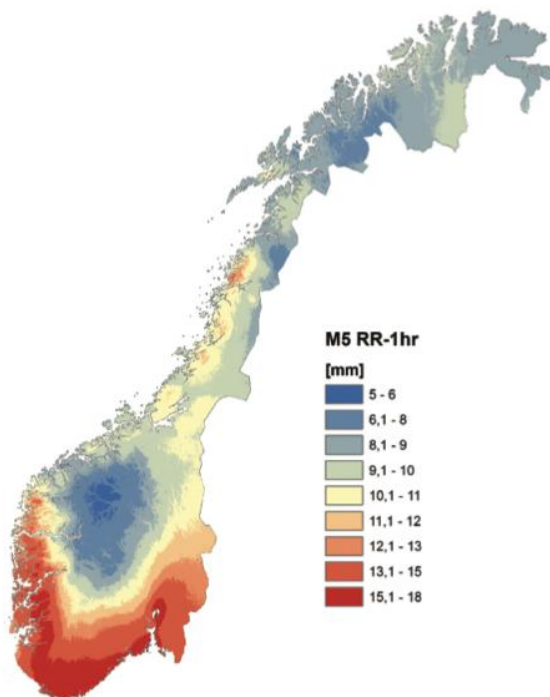 M5 RR-1hr
[mm]
5 - 6
6,1 - 8
8,1 - 9
9,1 - 10
10,1 - 11
11,1 - 12
12,1 - 13
13,1 - 15
15,1 - 18